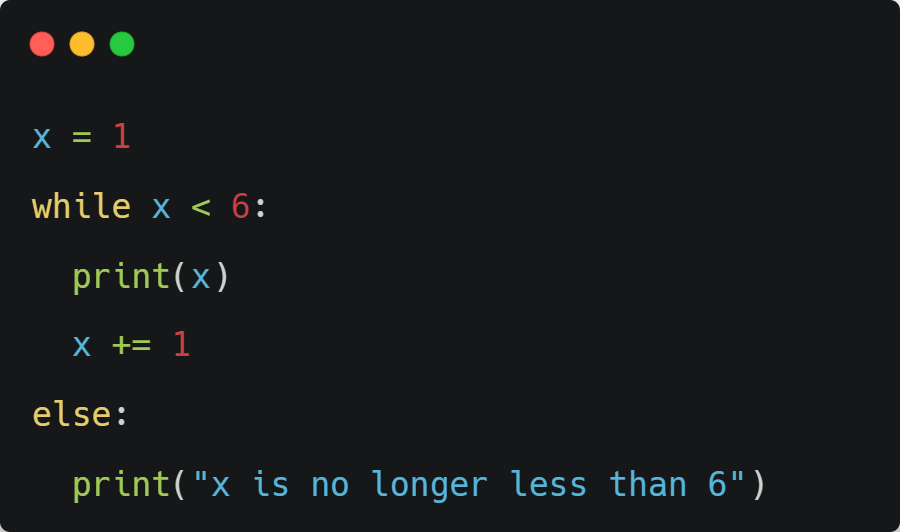 x = 1
while x < 6:
  print(x)
  x += 1
else:
  print("x is no longer less than 6")